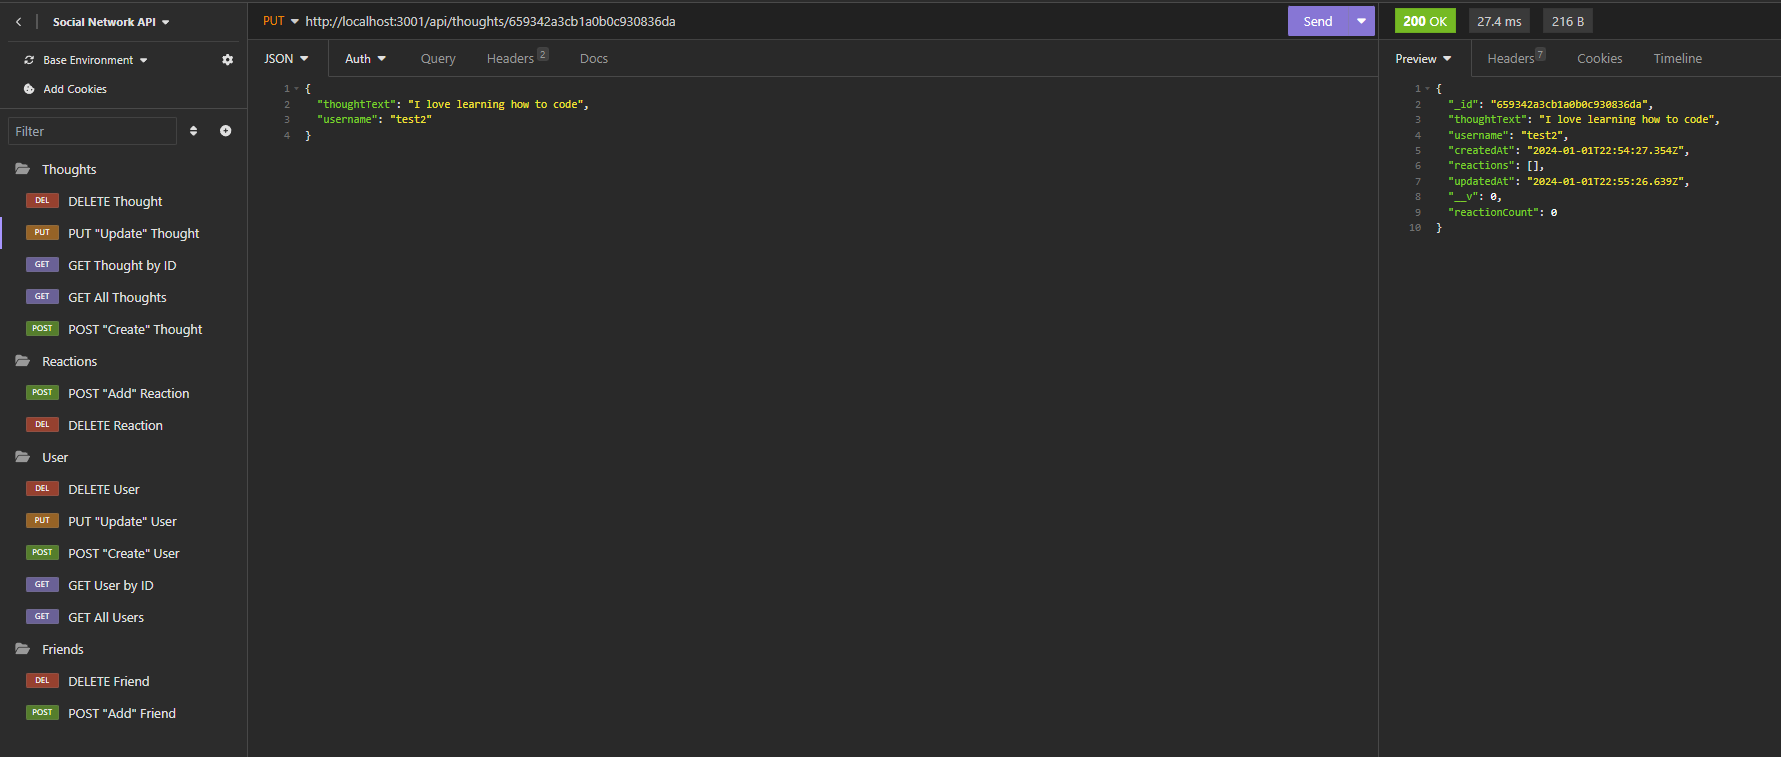 Social Network API
Base Environment
Add Cookies
Filter
Thoughts
DEL DELETE Thought
PUT PUT "Update" Thought
GET GET Thought by ID
GET GET All Thoughts
POST POST "Create" Thought
Reactions
POST POST "Add" Reaction
DEL DELETE Reaction
User
DEL DELETE User
PUT PUT "Update" User
POST POST "Create" User
GET GET User by ID
GET GET All Users
Friends
DEL DELETE Friend
POST POST "Add" Friend
PUT http://localhost:3001/api/thoughts/659342a3cb1a0b0c930836da Send
JSON Auth Query Headers 2 Docs
1 {
2 "thoughtText": "I love learning how to code",
3 "username": "test2"
4 }
200 OK 27.4 ms 216 B
Preview Headers 7 Cookies Timeline
1 {
2 "_id": "659342a3cb1a0b0c930836da",
3 "thoughtText": "I love learning how to code",
4 "username": "test2",
5 "createdAt": "2024-01-01T22:54:27.354Z",
6 "reactions": [],
7 "updatedAt": "2024-01-01T22:55:26.639Z",
8 "__v": 0,
9 "reactionCount": 0
10 }